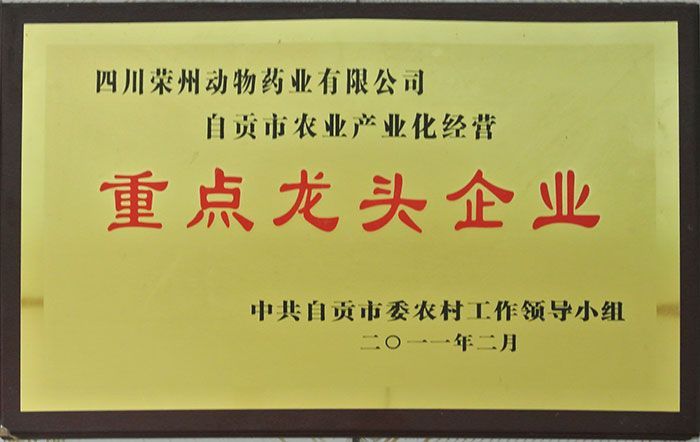 四川荣州动物药业有限公司
自贡市农业产业化经营
重点龙头企业
中共自贡市委农村工作领导小组
二〇一一年二月